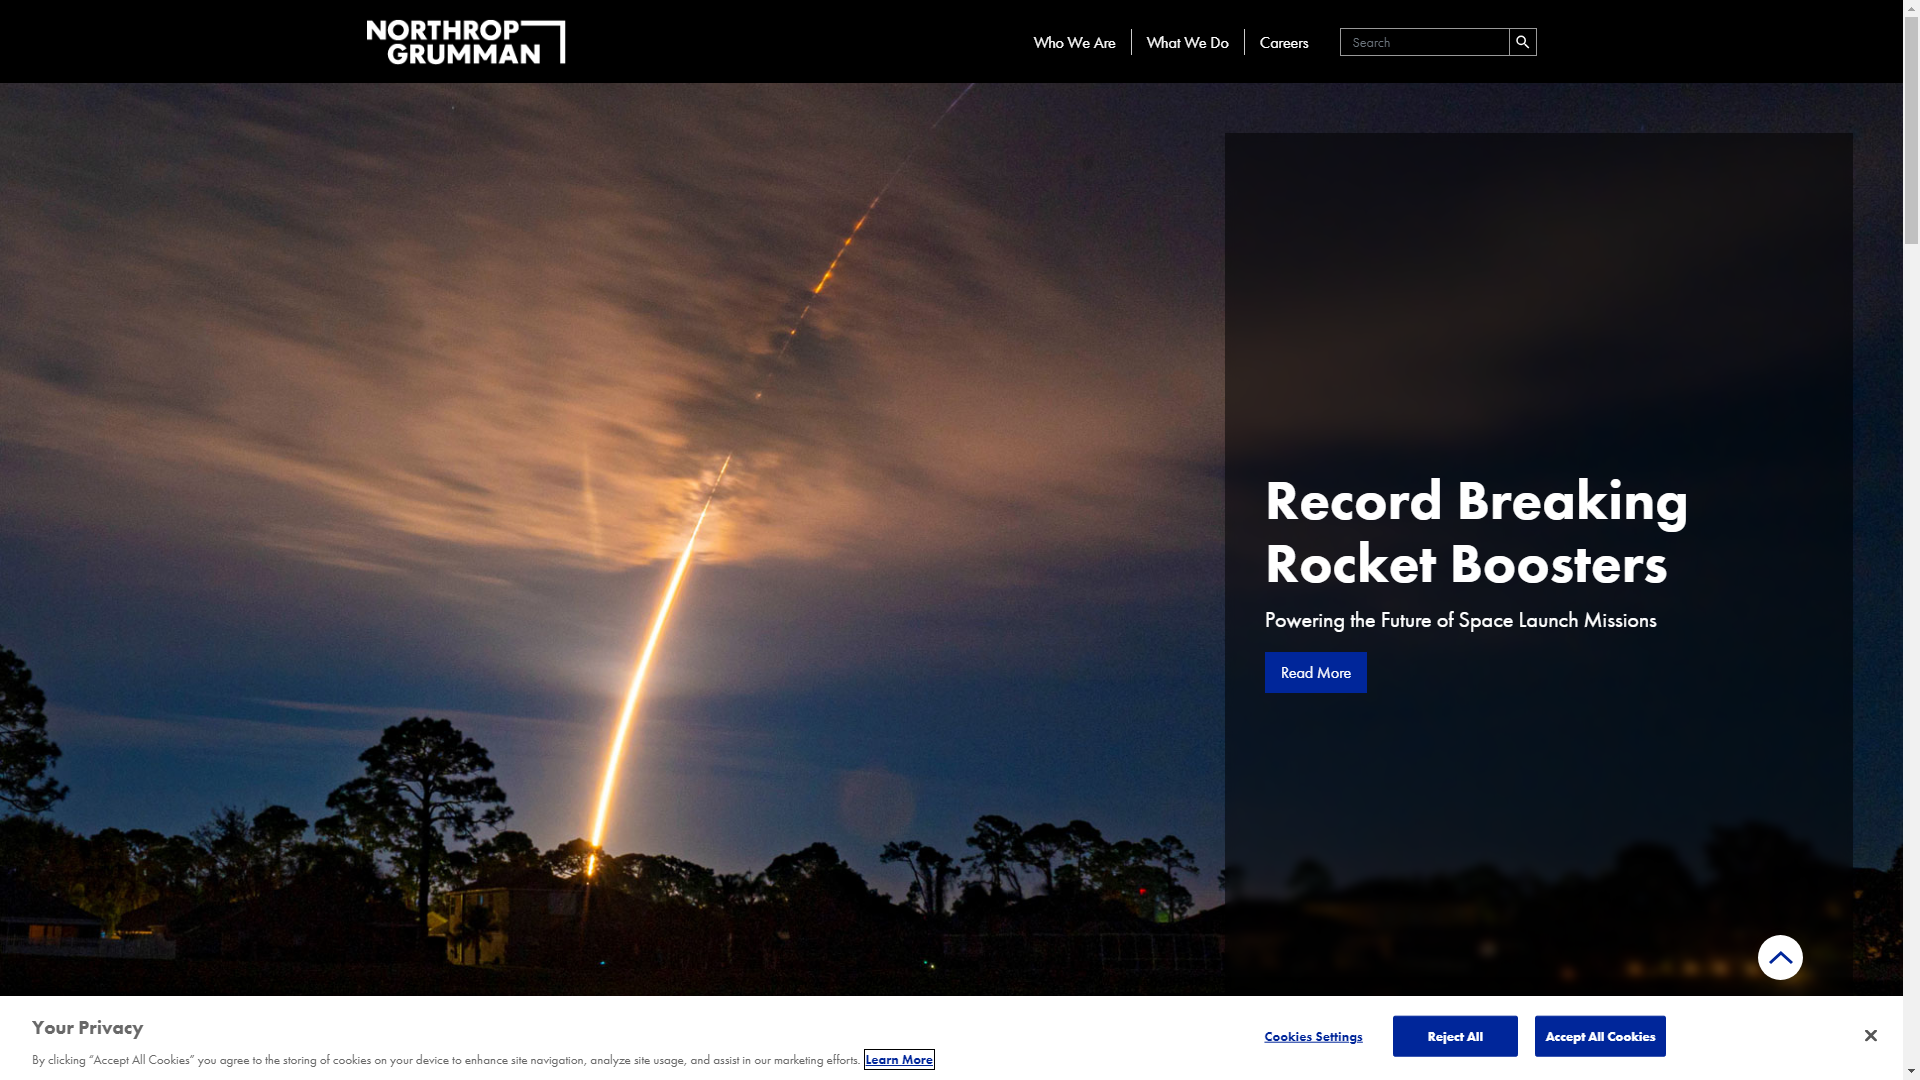 NORTHROP
GRUMMAN
Who We Are
What We Do
Careers
Search
Record Breaking
Rocket Boosters
Powering the Future of Space Launch Missions
Read More
Your Privacy
By clicking “Accept All Cookies” you agree to the storing of cookies on your device to enhance site navigation, analyze site usage, and assist in our marketing efforts. Learn More
Cookies Settings
Reject All
Accept All Cookies